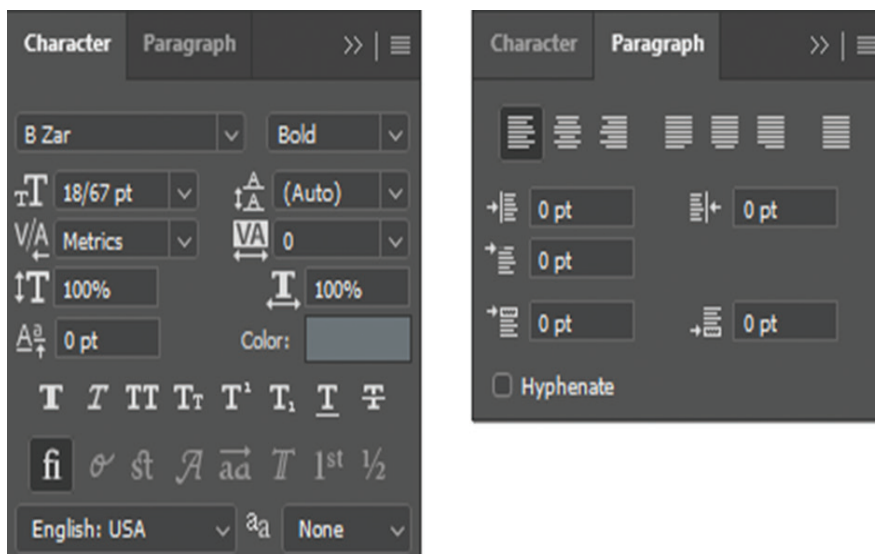 Character Paragraph
B Zar Bold
18/67 pt (Auto)
V/A Metrics VA 0
100% 100%
0 pt Color:
T T TT Tt T¹ T₁ T T
fi st A aa T 1st ½
English: USA aa None
Character Paragraph
0 pt 0 pt
0 pt
0 pt 0 pt
Hyphenate